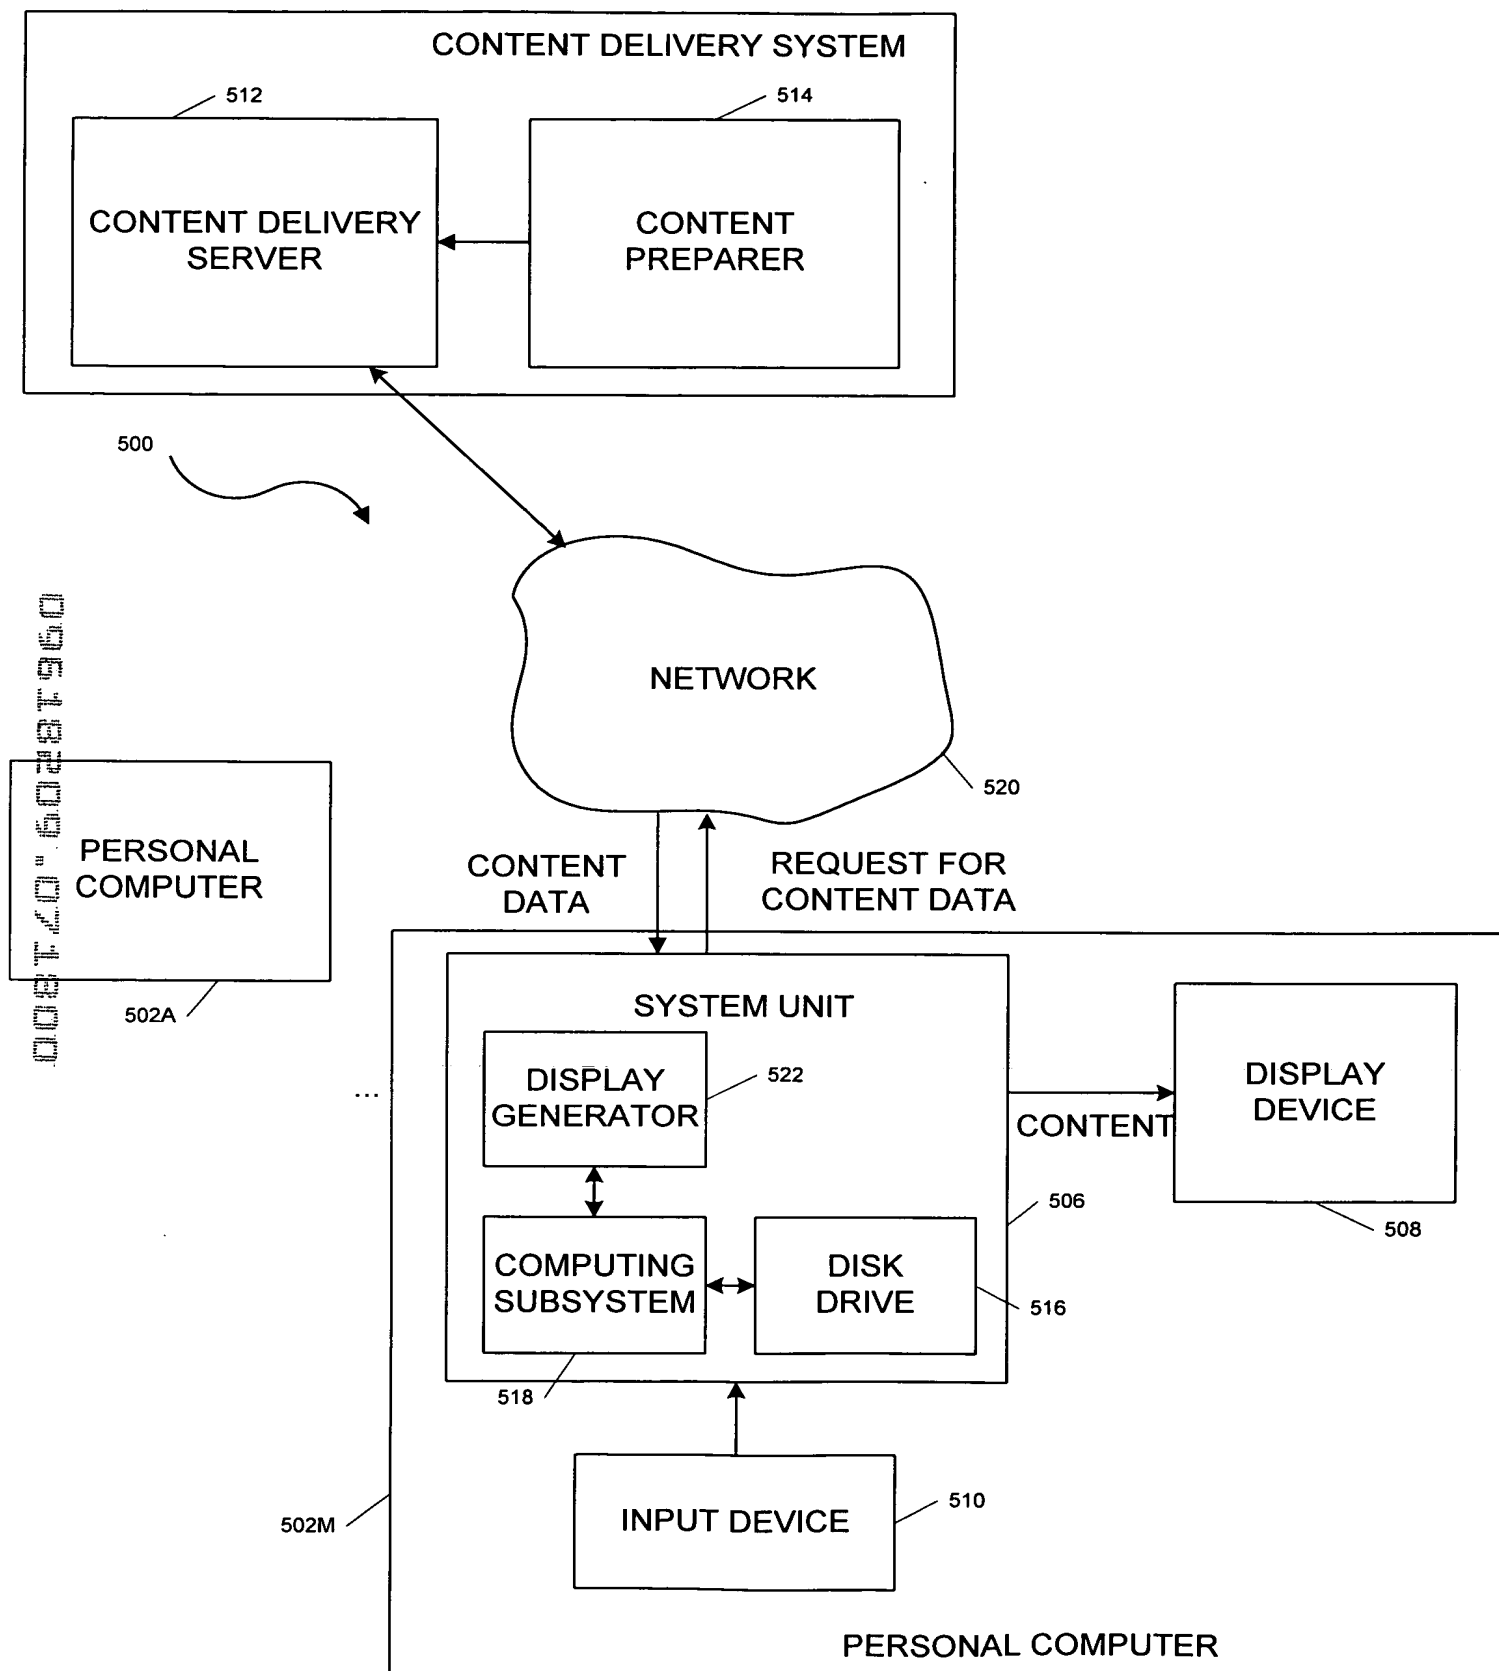 CONTENT DELIVERY SYSTEM
512
514
CONTENT DELIVERY
SERVER
CONTENT
PREPARER
500
NETWORK
520
09618209.071800
PERSONAL
COMPUTER
502A
CONTENT
DATA
REQUEST FOR
CONTENT DATA
SYSTEM UNIT
DISPLAY
GENERATOR
522
...
CONTENT
DISPLAY
DEVICE
506
508
COMPUTING
SUBSYSTEM
DISK
DRIVE
516
518
INPUT DEVICE
510
502M
PERSONAL COMPUTER